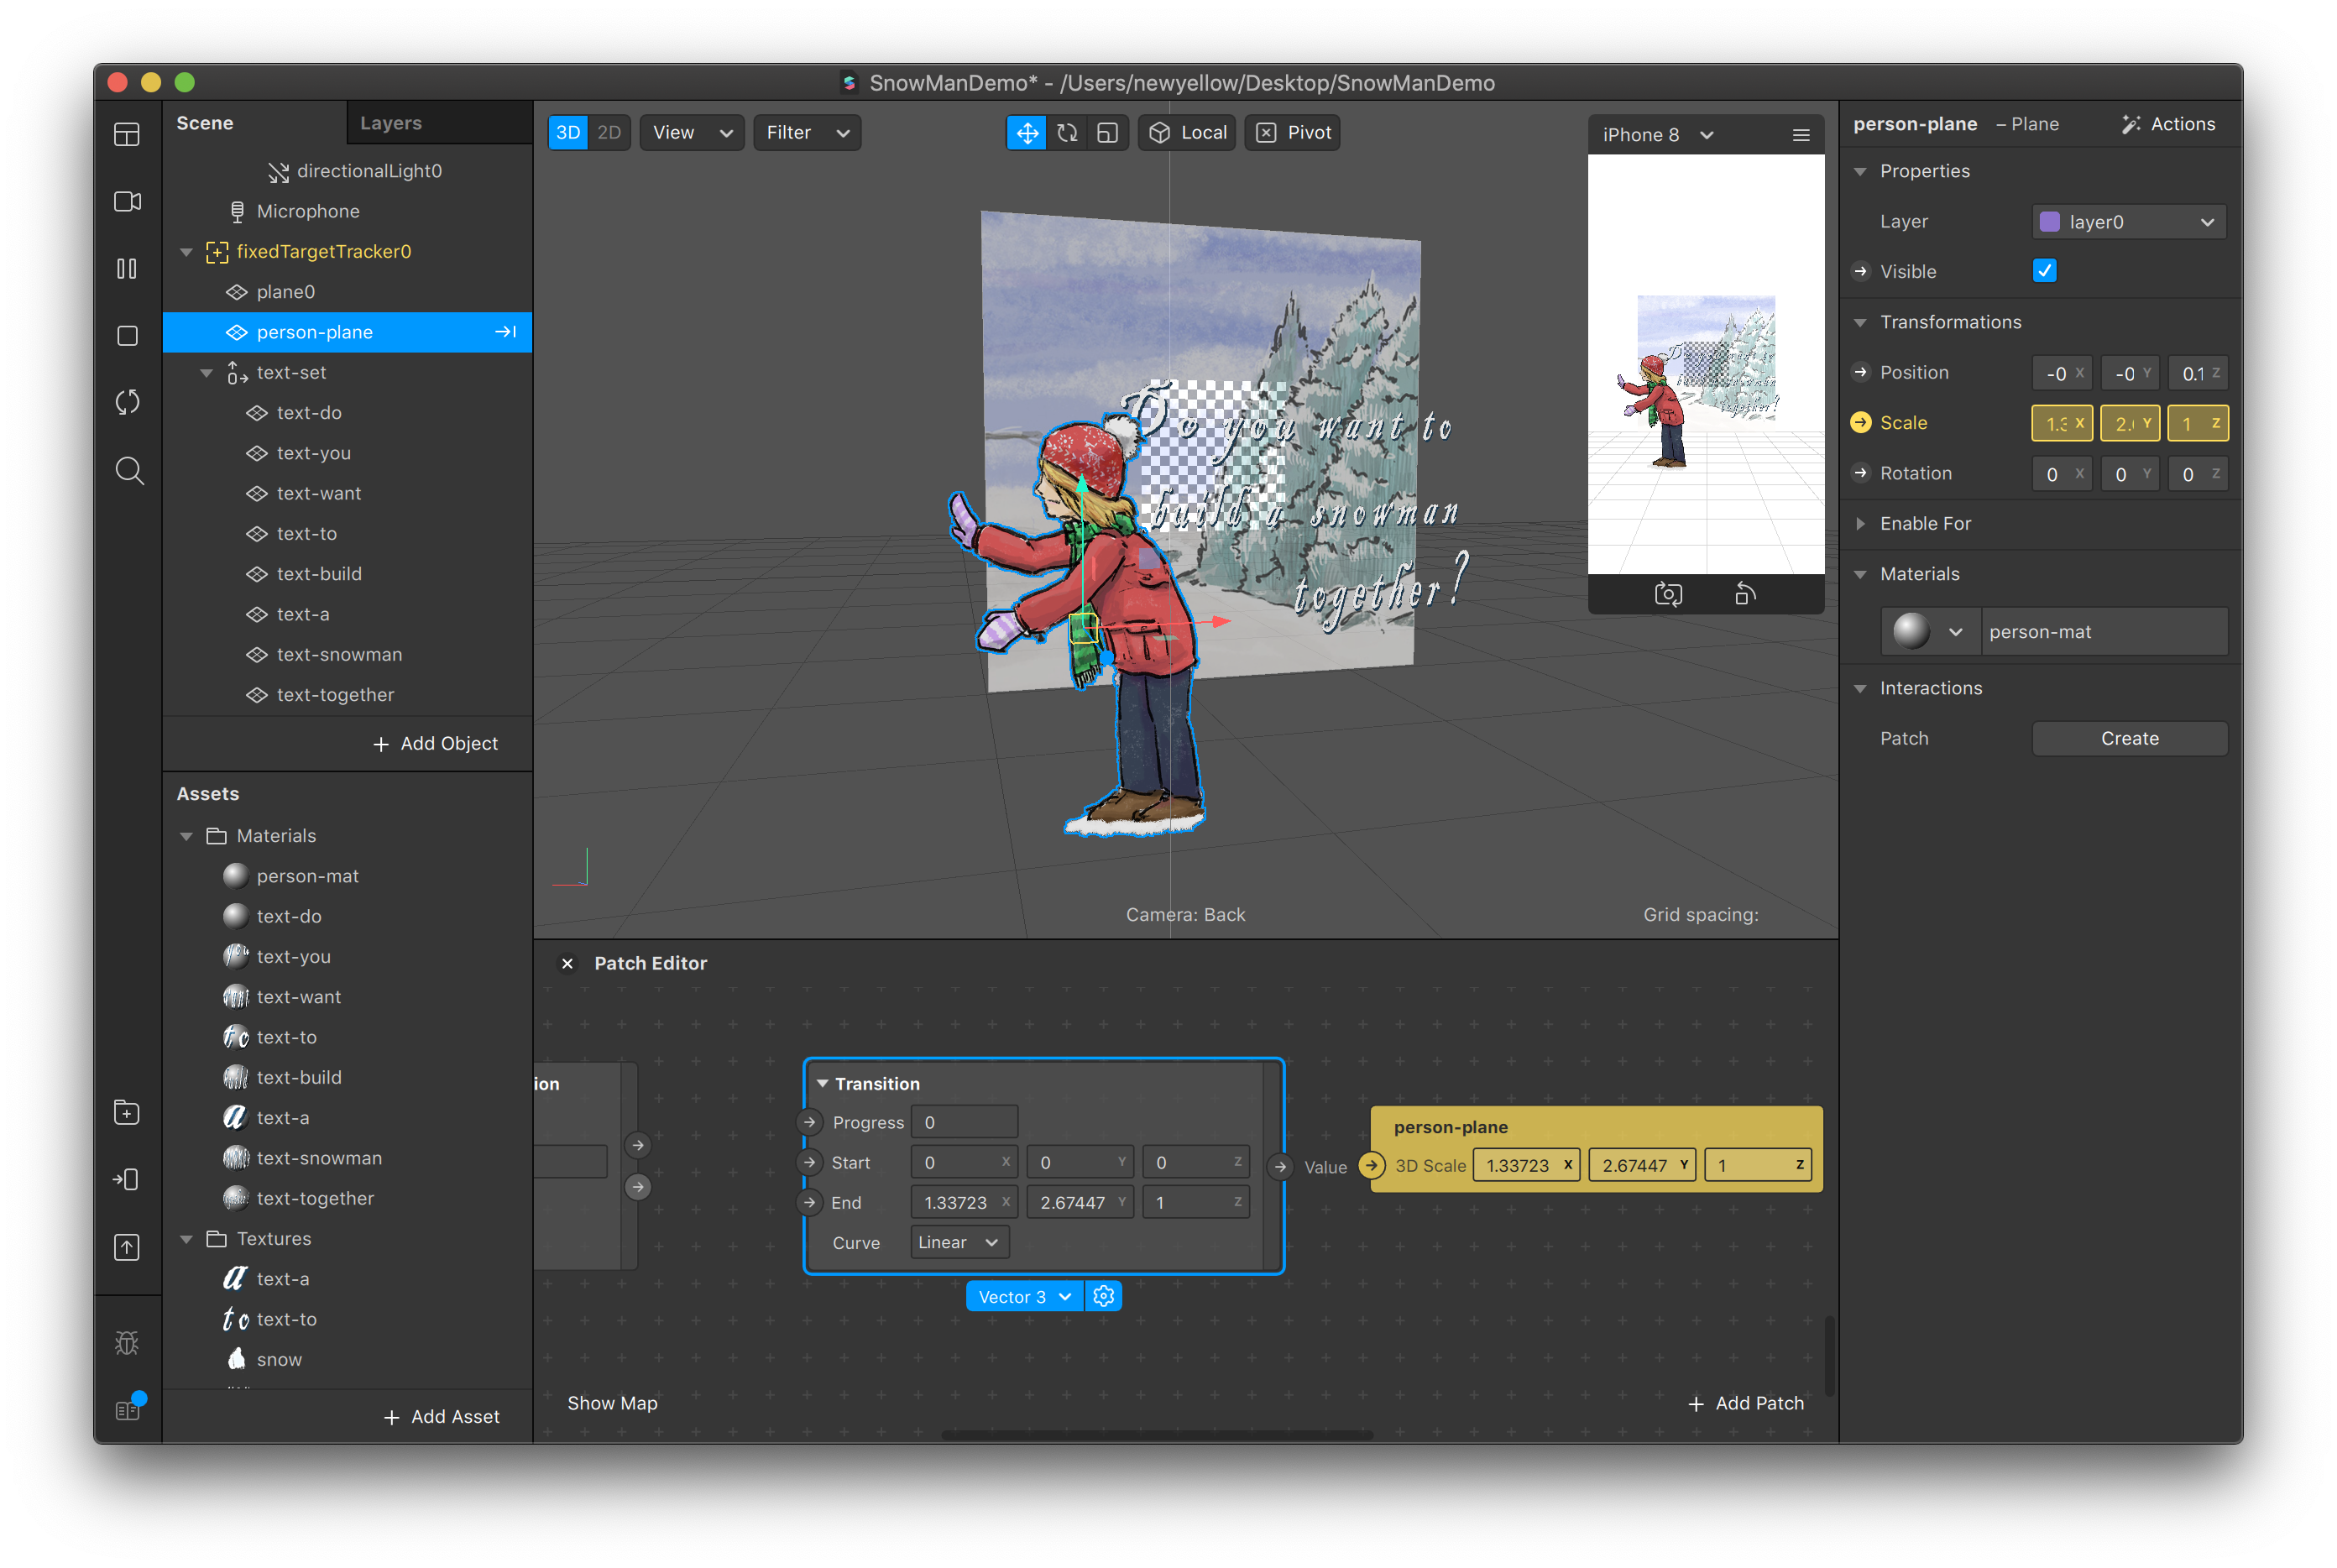 SnowManDemo* - /Users/newyellow/Desktop/SnowManDemo
Scene
Layers
directionalLight0
Microphone
fixedTargetTracker0
plane0
person-plane
text-set
text-do
text-you
text-want
text-to
text-build
text-a
text-snowman
text-together
+ Add Object
Assets
Materials
person-mat
text-do
text-you
text-want
text-to
text-build
text-a
text-snowman
text-together
Textures
text-a
text-to
snow
+ Add Asset
3D 2D View Filter Local Pivot
Do you want to
build a snowman
together?
iPhone 8
Camera: Back
Grid spacing:
Patch Editor
ion
Transition
Progress 0
Start 0 X 0 Y 0 Z
End 1.33723 X 2.67447 Y 1 Z
Curve Linear
Vector 3
Value
person-plane
3D Scale 1.33723 X 2.67447 Y 1 Z
Show Map
+ Add Patch
person-plane – Plane Actions
Properties
Layer layer0
Visible
Transformations
Position -0 X -0 Y 0.1 Z
Scale 1.3 X 2. Y 1 Z
Rotation 0 X 0 Y 0 Z
Enable For
Materials
person-mat
Interactions
Patch Create